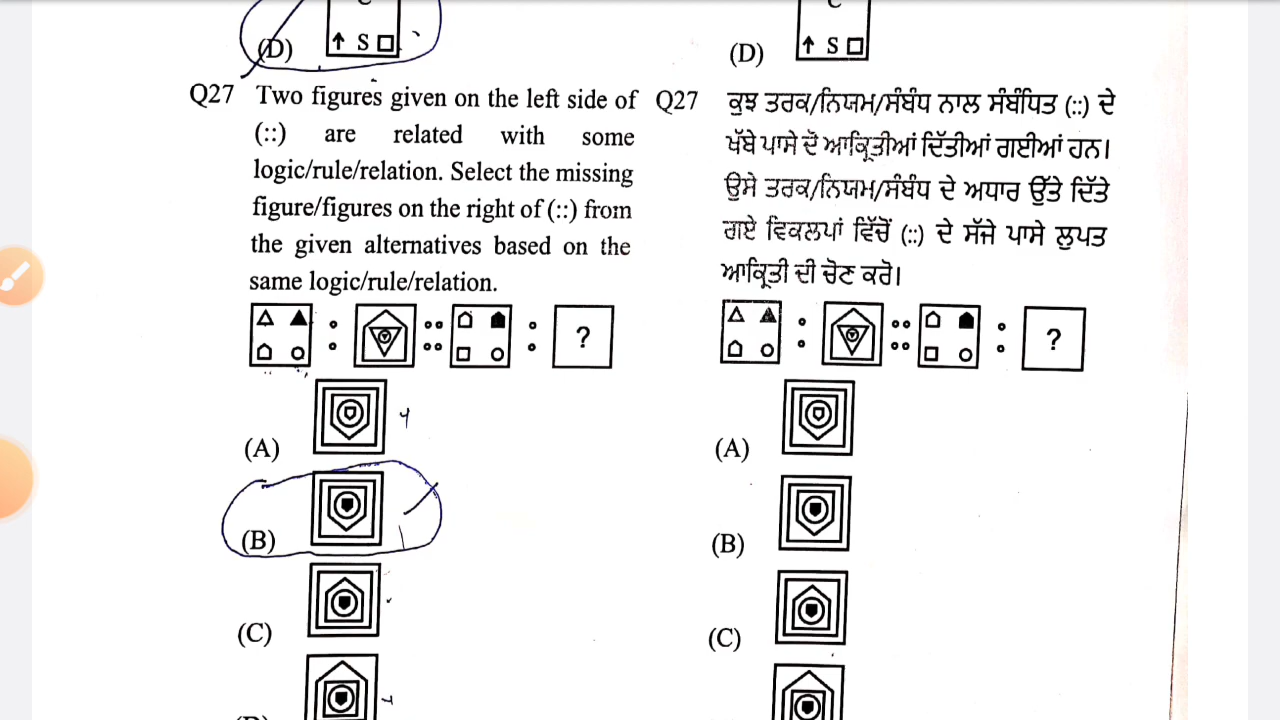 C
↑ S □
(D)
Q27 Two figures given on the left side of
(::) are related with some
logic/rule/relation. Select the missing
figure/figures on the right of (::) from
the given alternatives based on the
same logic/rule/relation.
?
(A)
(B)
(C)
(D)
C
↑ S □
(D)
Q27 ਕੁਝ ਤਰਕ/ਨਿਯਮ/ਸੰਬੰਧ ਨਾਲ ਸੰਬੰਧਿਤ (::) ਦੇ
ਖੱਬੇ ਪਾਸੇ ਦੋ ਆਕ੍ਰਿਤੀਆਂ ਦਿੱਤੀਆਂ ਗਈਆਂ ਹਨ।
ਉਸੇ ਤਰਕ/ਨਿਯਮ/ਸੰਬੰਧ ਦੇ ਅਧਾਰ ਉੱਤੇ ਦਿੱਤੇ
ਗਏ ਵਿਕਲਪਾਂ ਵਿੱਚੋਂ (::) ਦੇ ਸੱਜੇ ਪਾਸੇ ਲੁਪਤ
ਆਕ੍ਰਿਤੀ ਦੀ ਚੋਣ ਕਰੋ।
?
(A)
(B)
(C)